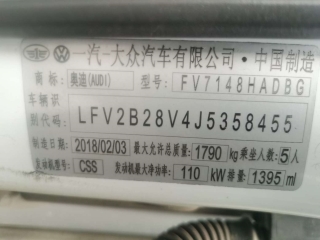 一汽-大众汽车有限公司·中国制造
商标：奥迪(AUDI) 型号：FV7148HADBG
车辆识
别代码：LFV2B28V4J5358455
制造日期：2018/02/03 最大允许总质量：1790 kg 乘坐人数：5人
发动机型号：CSS 发动机最大净功率：110 kW 排量：1395 ml